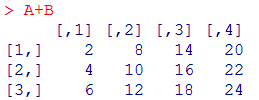 > A+B
     [,1] [,2] [,3] [,4]
[1,]    2    8   14   20
[2,]    4   10   16   22
[3,]    6   12   18   24